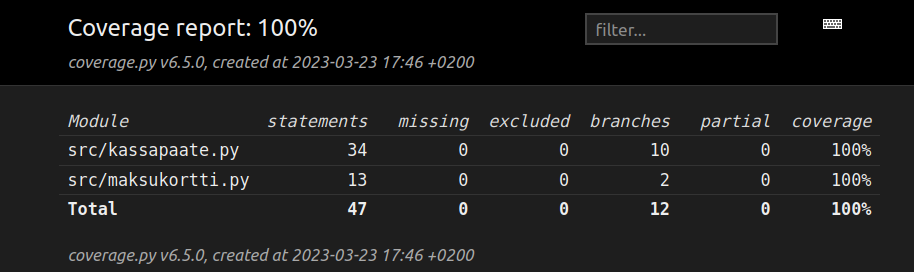 Coverage report: 100%
filter...
coverage.py v6.5.0, created at 2023-03-23 17:46 +0200
Module statements missing excluded branches partial coverage
src/kassapaate.py 34 0 0 10 0 100%
src/maksukortti.py 13 0 0 2 0 100%
Total 47 0 0 12 0 100%
coverage.py v6.5.0, created at 2023-03-23 17:46 +0200